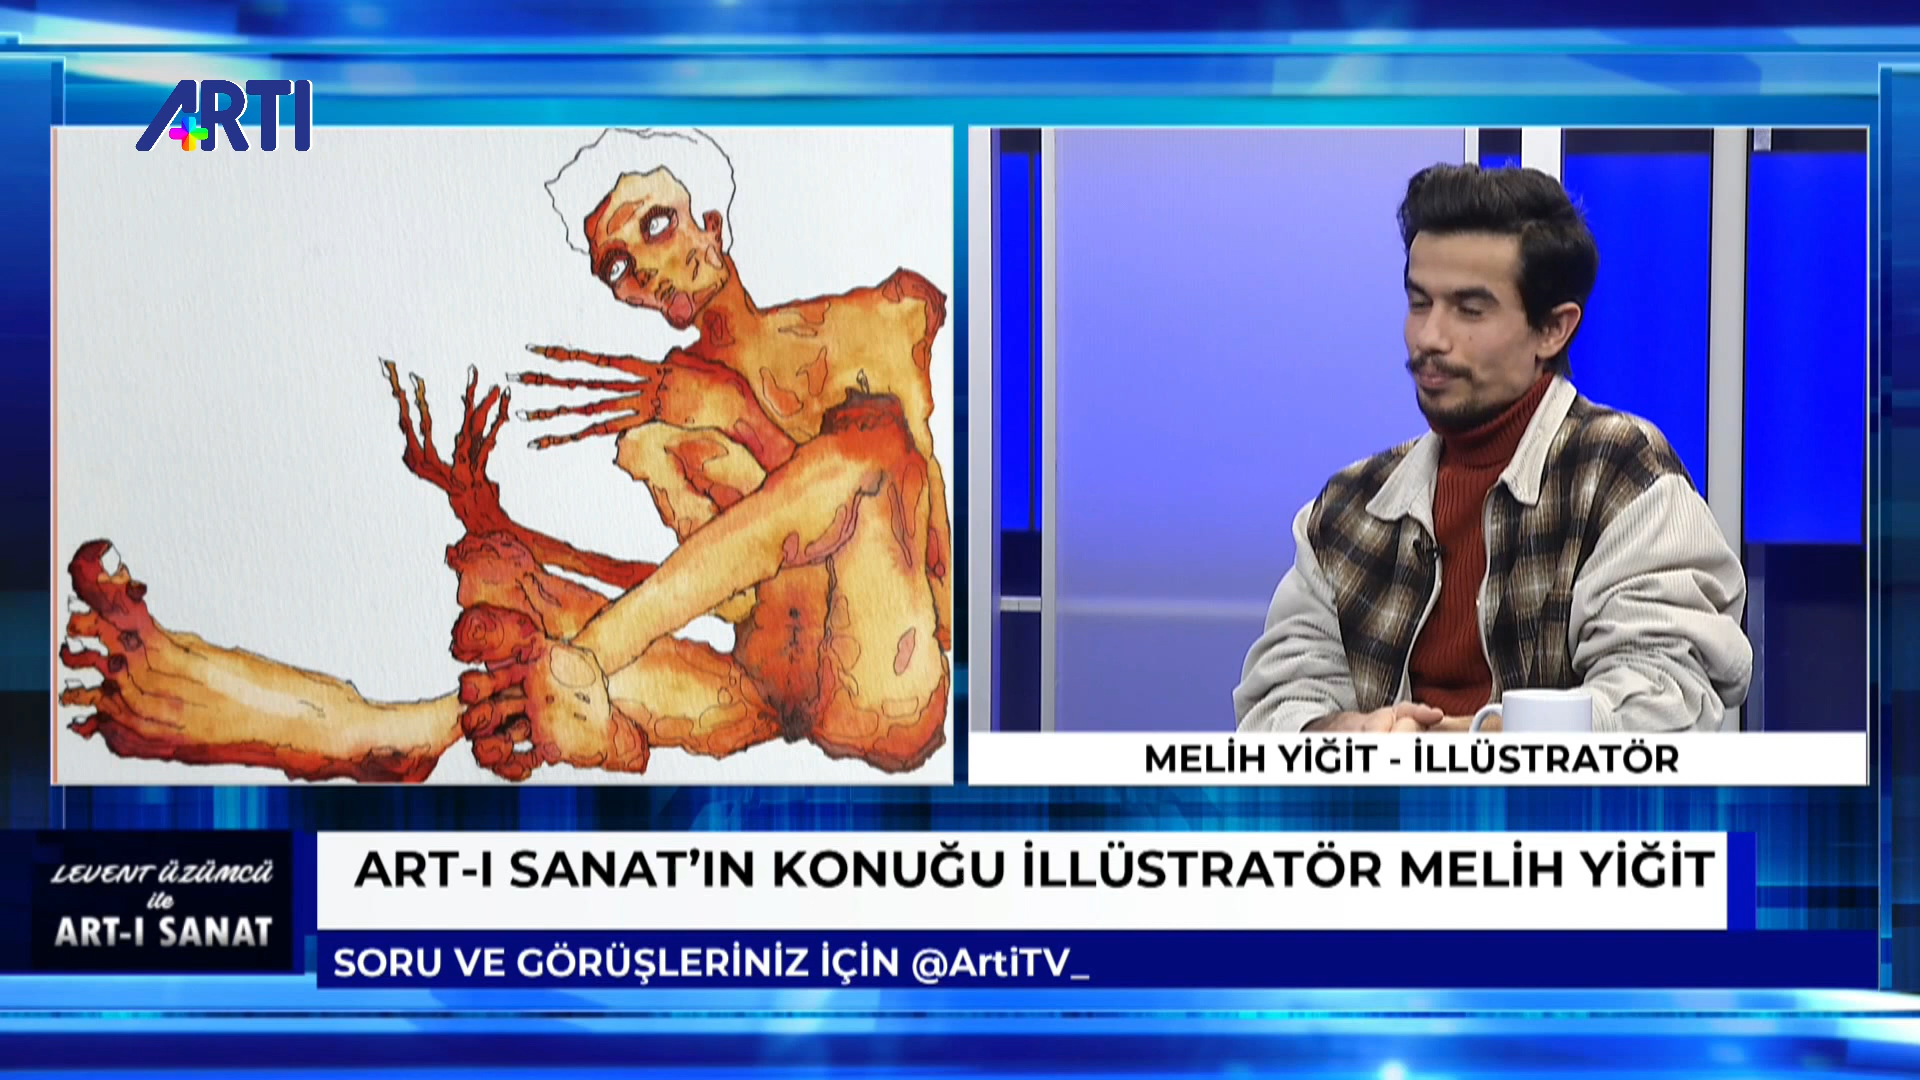 ARTI
MELİH YİĞİT - İLLÜSTRATÖR
LEVENT ÜZÜMCÜ
ile
ART-I SANAT
ART-I SANAT’IN KONUĞU İLLÜSTRATÖR MELİH YİĞİT
SORU VE GÖRÜŞLERİNİZ İÇİN @ArtiTV_